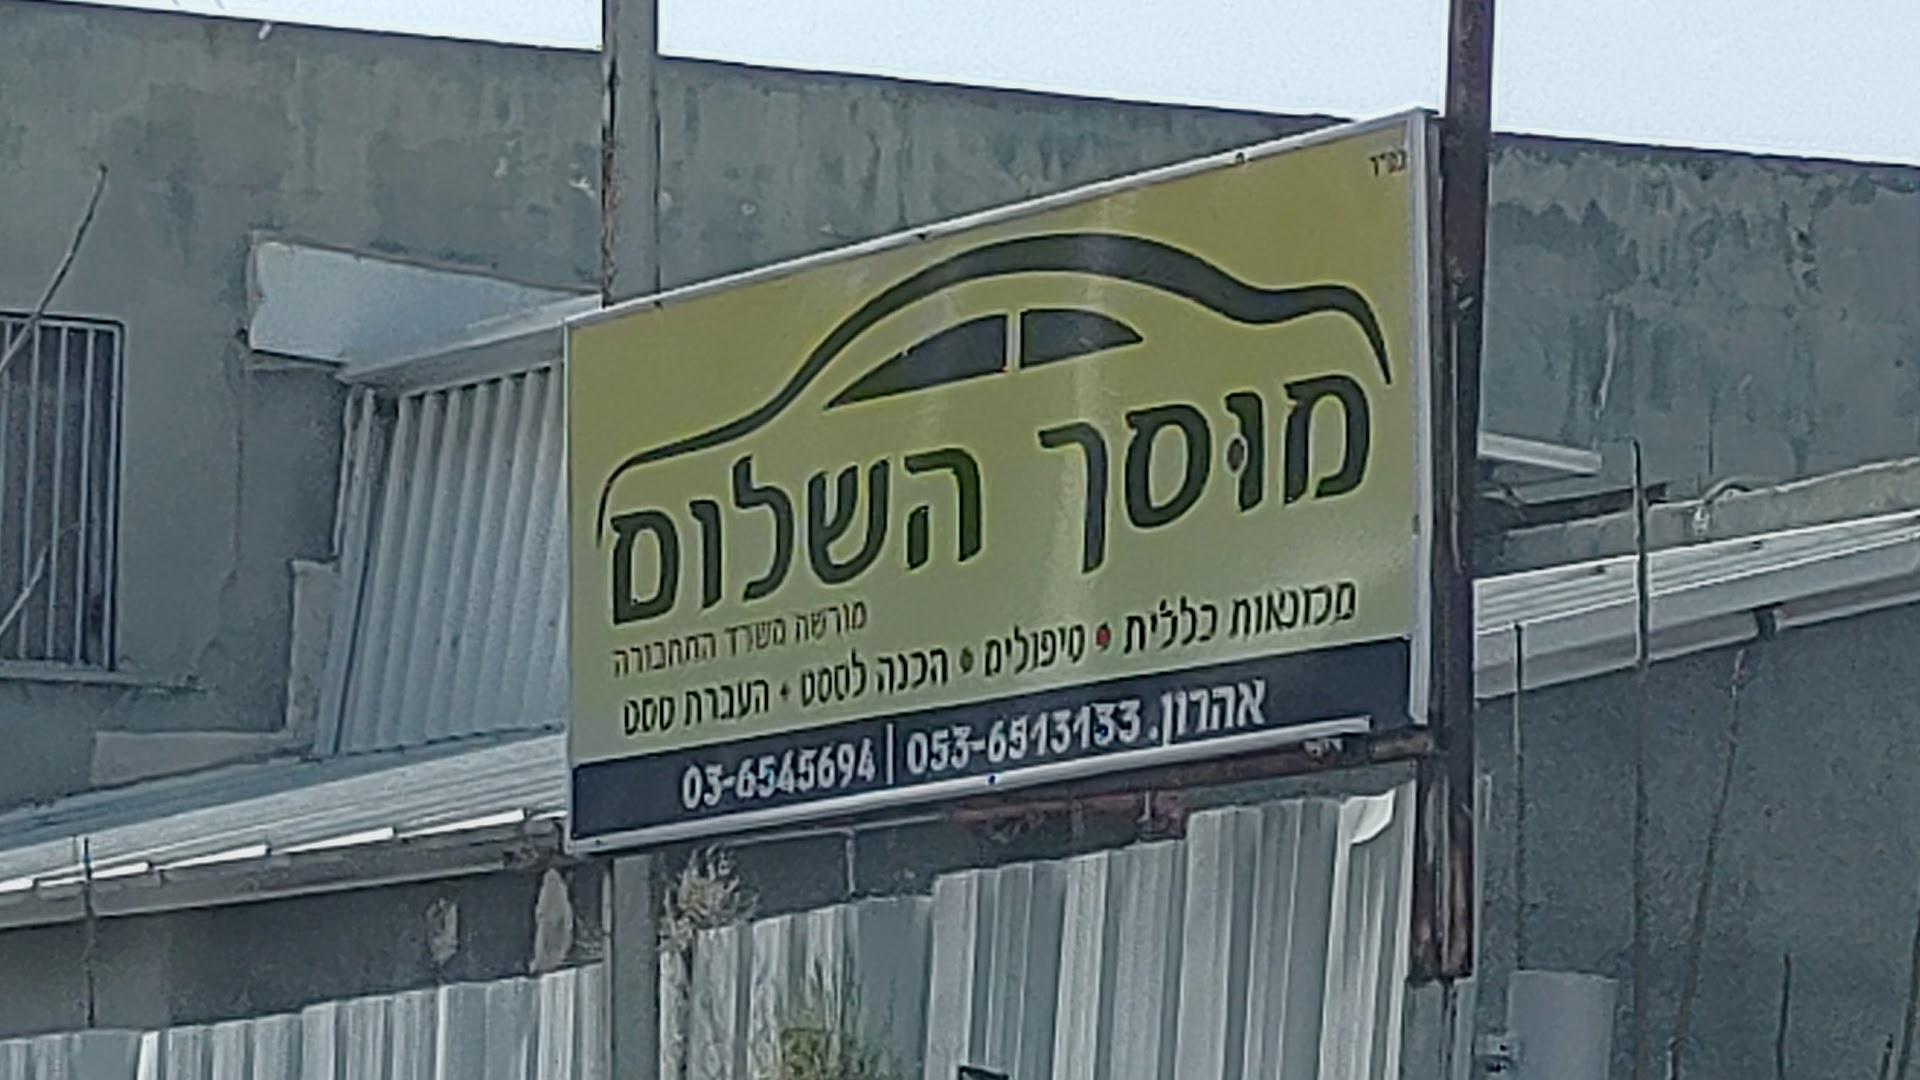 בס"ד
מוסך השלום
מורשה משרד התחבורה
מכונאות כללית • טיפולים • הכנה לטסט • העברת טסט
אהרון. 053-6513133 | 03-6545694